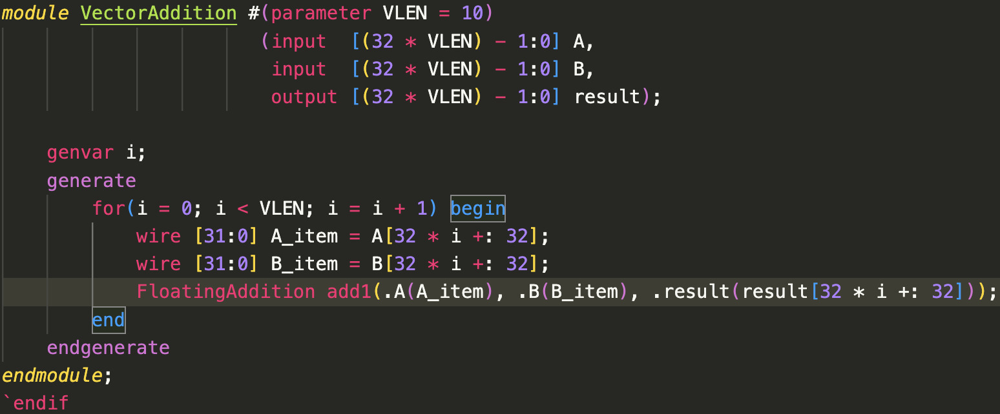 module VectorAddition #(parameter VLEN = 10)
(input [(32 * VLEN) - 1:0] A,
input [(32 * VLEN) - 1:0] B,
output [(32 * VLEN) - 1:0] result);
genvar i;
generate
for(i = 0; i < VLEN; i = i + 1) begin
wire [31:0] A_item = A[32 * i +: 32];
wire [31:0] B_item = B[32 * i +: 32];
FloatingAddition add1(.A(A_item), .B(B_item), .result(result[32 * i +: 32]));
end
endgenerate
endmodule;
`endif